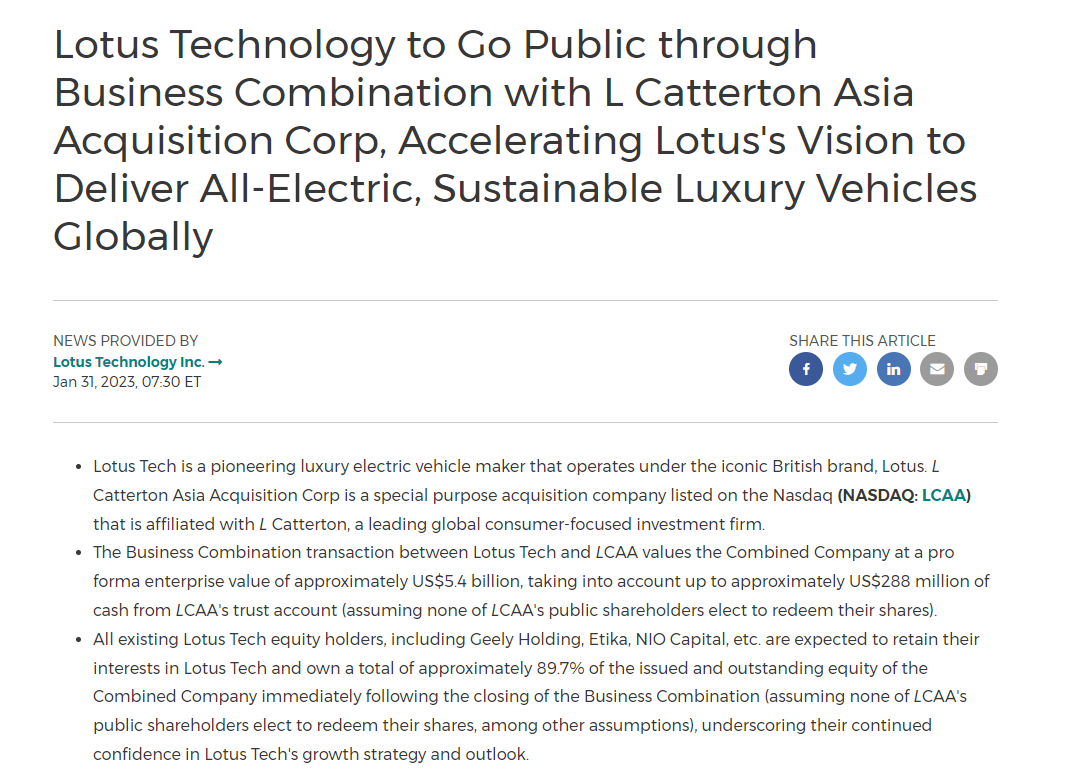 Lotus Technology to Go Public through
Business Combination with L Catterton Asia
Acquisition Corp, Accelerating Lotus's Vision to
Deliver All-Electric, Sustainable Luxury Vehicles
Globally
NEWS PROVIDED BY
Lotus Technology Inc. →
Jan 31, 2023, 07:30 ET
SHARE THIS ARTICLE
• Lotus Tech is a pioneering luxury electric vehicle maker that operates under the iconic British brand, Lotus. L
Catterton Asia Acquisition Corp is a special purpose acquisition company listed on the Nasdaq (NASDAQ: LCAA)
that is affiliated with L Catterton, a leading global consumer-focused investment firm.
• The Business Combination transaction between Lotus Tech and LCAA values the Combined Company at a pro
forma enterprise value of approximately US$5.4 billion, taking into account up to approximately US$288 million of
cash from LCAA's trust account (assuming none of LCAA's public shareholders elect to redeem their shares).
• All existing Lotus Tech equity holders, including Geely Holding, Etika, NIO Capital, etc. are expected to retain their
interests in Lotus Tech and own a total of approximately 89.7% of the issued and outstanding equity of the
Combined Company immediately following the closing of the Business Combination (assuming none of LCAA's
public shareholders elect to redeem their shares, among other assumptions), underscoring their continued
confidence in Lotus Tech's growth strategy and outlook.